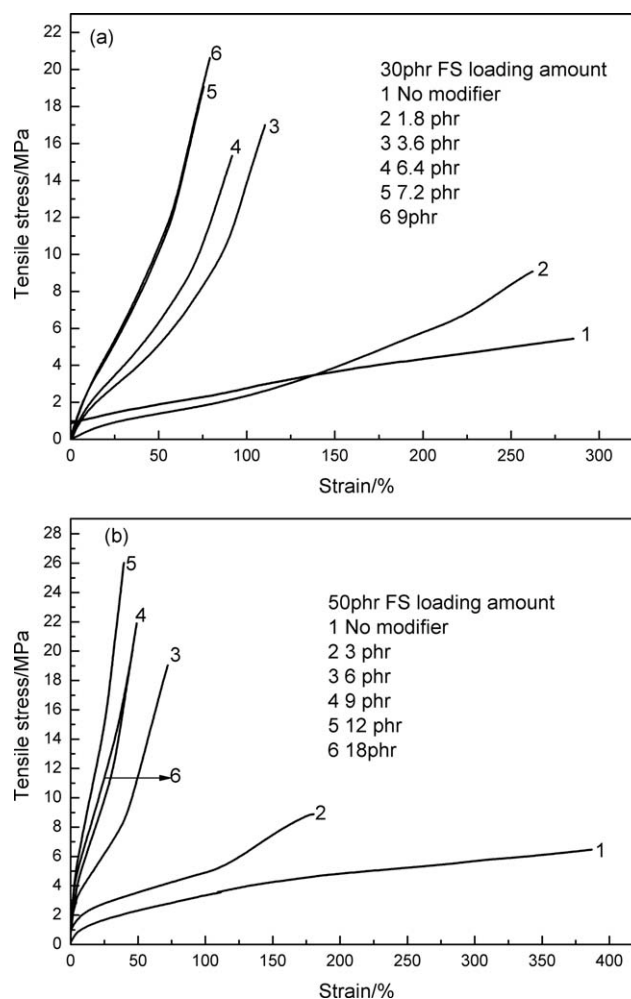 (a)
30phr FS loading amount
1 No modifier
2 1.8 phr
3 3.6 phr
4 6.4 phr
5 7.2 phr
6 9phr
6
5
4
3
2
1
Tensile stress/MPa
22
20
18
16
14
12
10
8
6
4
2
0
0 50 100 150 200 250 300
Strain/%
(b)
50phr FS loading amount
1 No modifier
2 3 phr
3 6 phr
4 9 phr
5 12 phr
6 18phr
5
4
3
6
2
1
Tensile stress/MPa
28
26
24
22
20
18
16
14
12
10
8
6
4
2
0
0 50 100 150 200 250 300 350 400
Strain/%